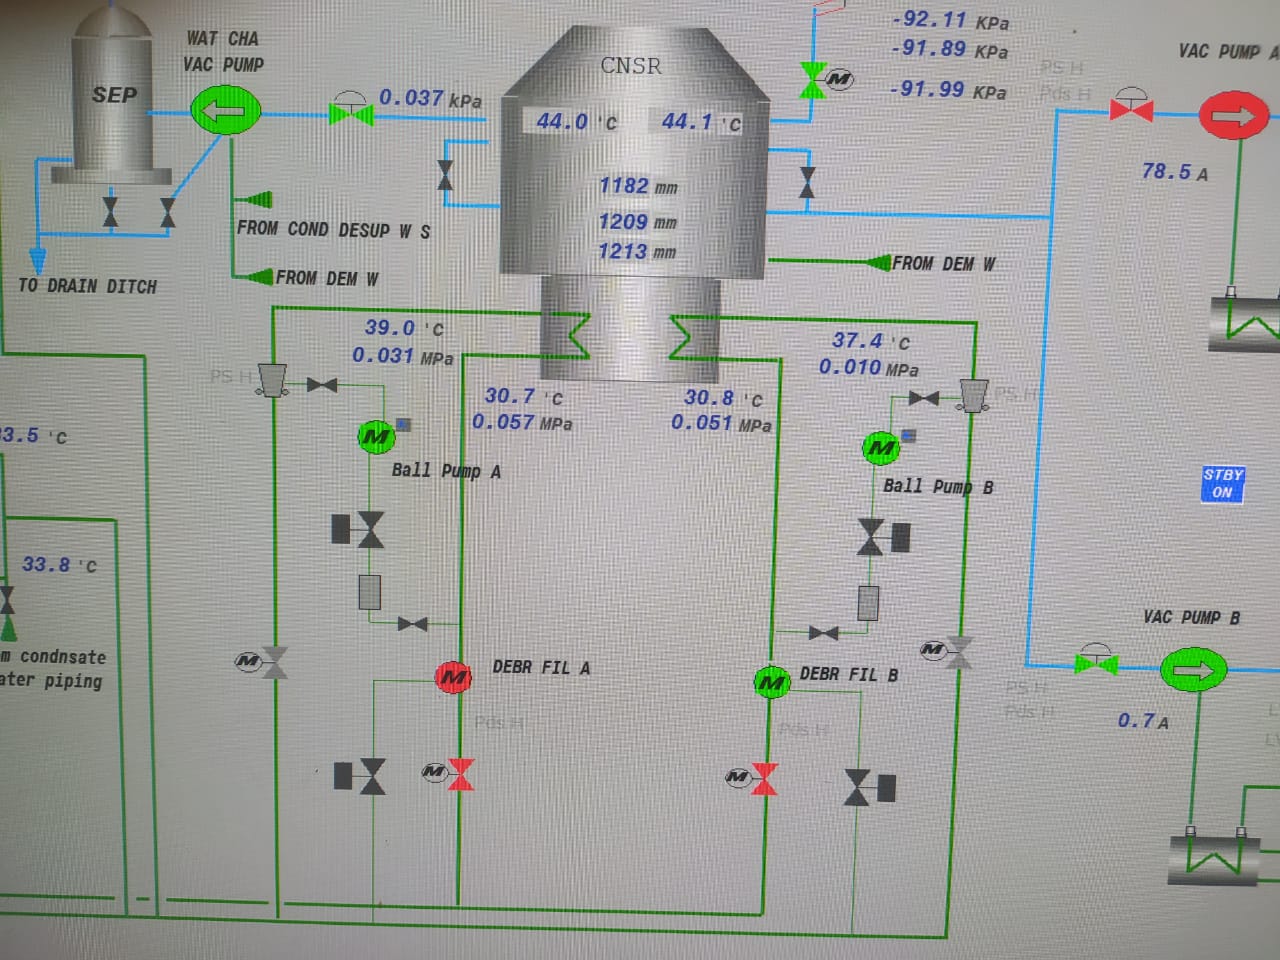 -92.11 KPa
-91.89 KPa
-91.99 KPa
WAT CHA
VAC PUMP
SEP
0.037 kPa
CNSR
M
PS H
Pds H
VAC PUMP A
44.0 °C
44.1 °C
78.5 A
1182 mm
1209 mm
1213 mm
FROM COND DESUP W S
FROM DEM W
TO DRAIN DITCH
FROM DEM W
39.0 °C
0.031 MPa
37.4 °C
0.010 MPa
PS H
30.7 °C
0.057 MPa
30.8 °C
0.051 MPa
PS H
M
Ball Pump A
M
Ball Pump B
STBY
ON
33.8 °C
M
M
VAC PUMP B
condnsate
piping
M
DEBR FIL A
M
DEBR FIL B
PS H
Pds H
0.7 A
Pds H
Pds H
M
M